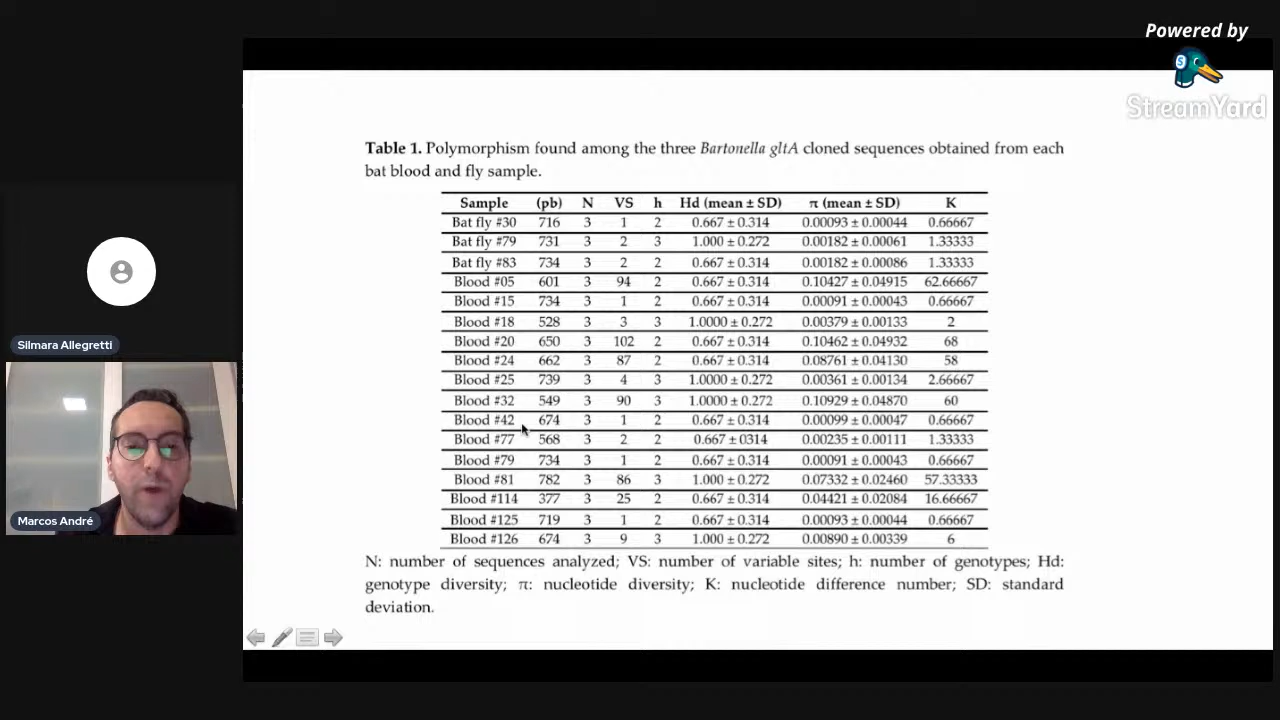 Powered by
StreamYard
Table 1. Polymorphism found among the three Bartonella gltA cloned sequences obtained from each
bat blood and fly sample.
Sample (pb) N VS h Hd (mean ± SD) π (mean ± SD) K
Bat fly #30 716 3 1 2 0.667 ± 0.314 0.00093 ± 0.00044 0.66667
Bat fly #79 731 3 2 3 1.000 ± 0.272 0.00182 ± 0.00061 1.33333
Bat fly #83 734 3 2 2 0.667 ± 0.314 0.00182 ± 0.00086 1.33333
Blood #05 601 3 94 2 0.667 ± 0.314 0.10427 ± 0.04915 62.66667
Blood #15 734 3 1 2 0.667 ± 0.314 0.00091 ± 0.00043 0.66667
Blood #18 528 3 3 3 1.0000 ± 0.272 0.00379 ± 0.00133 2
Blood #20 650 3 102 2 0.667 ± 0.314 0.10462 ± 0.04932 68
Blood #24 662 3 87 2 0.667 ± 0.314 0.08761 ± 0.04130 58
Blood #25 739 3 4 3 1.0000 ± 0.272 0.00361 ± 0.00134 2.66667
Blood #32 549 3 90 3 1.0000 ± 0.272 0.10929 ± 0.04870 60
Blood #42 674 3 1 2 0.667 ± 0.314 0.00099 ± 0.00047 0.66667
Blood #77 568 3 2 2 0.667 ± 0314 0.00235 ± 0.00111 1.33333
Blood #79 734 3 1 2 0.667 ± 0.314 0.00091 ± 0.00043 0.66667
Blood #81 782 3 86 3 1.000 ± 0.272 0.07332 ± 0.02460 57.33333
Blood #114 377 3 25 2 0.667 ± 0.314 0.04421 ± 0.02084 16.66667
Blood #125 719 3 1 2 0.667 ± 0.314 0.00093 ± 0.00044 0.66667
Blood #126 674 3 9 3 1.000 ± 0.272 0.00890 ± 0.00339 6
N: number of sequences analyzed; VS: number of variable sites; h: number of genotypes; Hd:
genotype diversity; π: nucleotide diversity; K: nucleotide difference number; SD: standard
deviation.
Silmara Allegretti
Marcos André